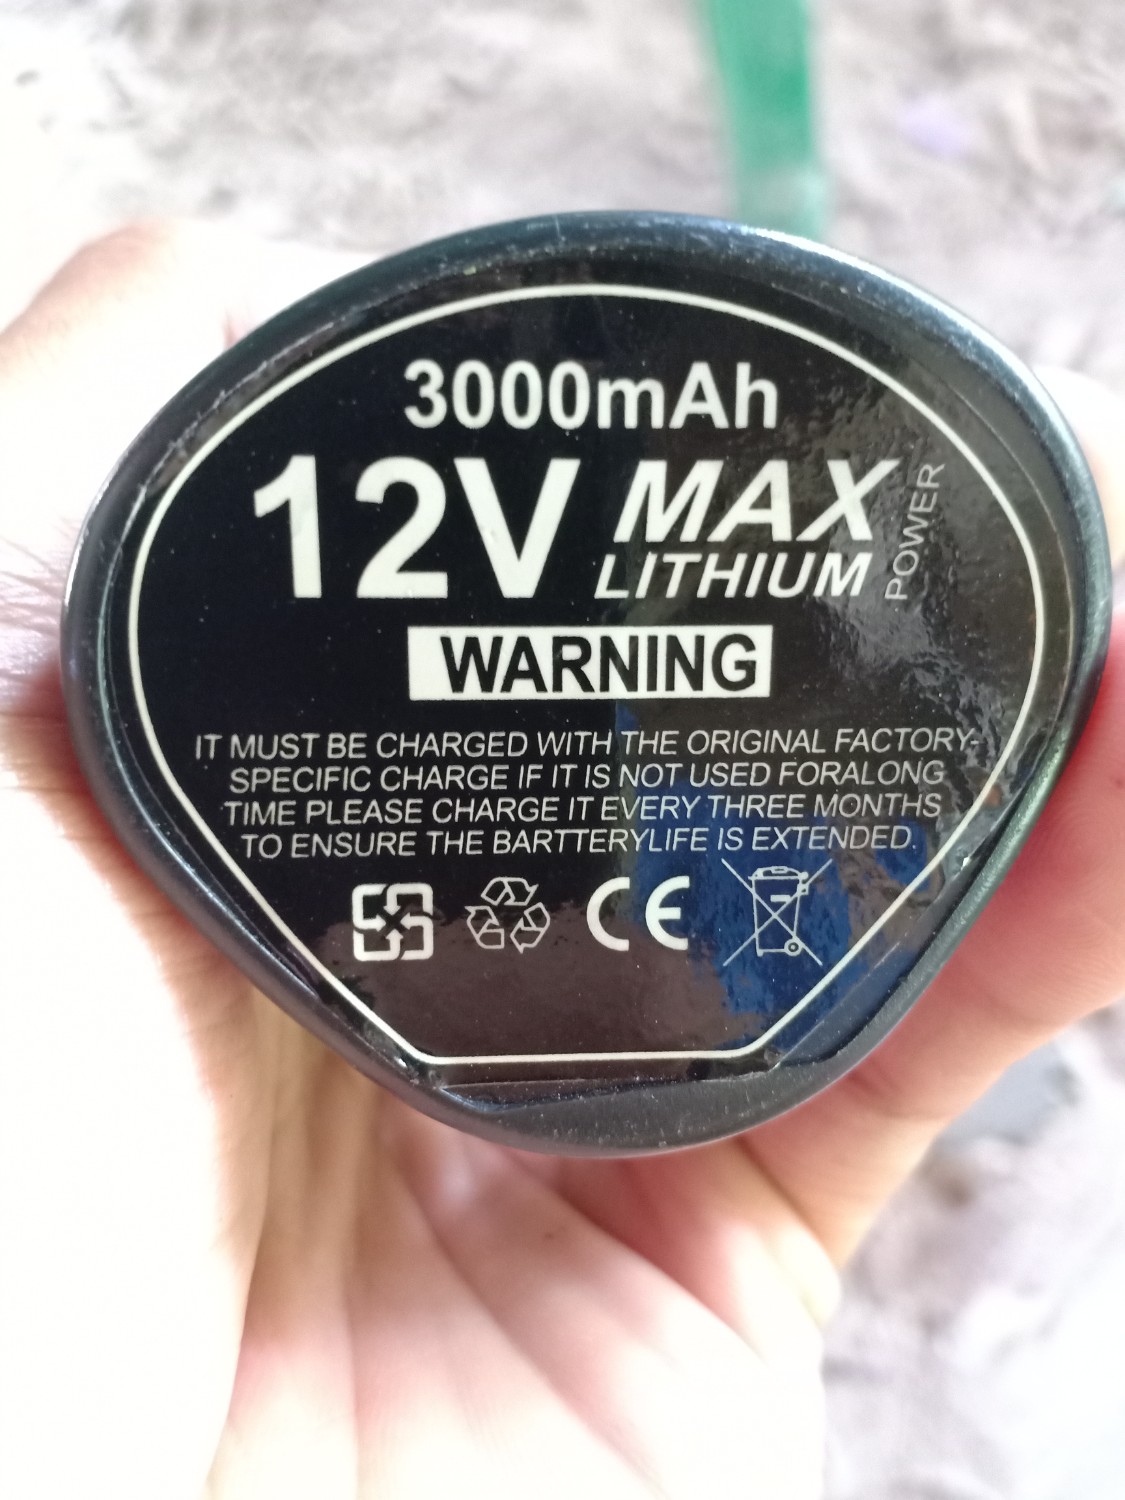 3000mAh
12V MAX
LITHIUM
POWER
WARNING
IT MUST BE CHARGED WITH THE ORIGINAL FACTORY-
SPECIFIC CHARGE IF IT IS NOT USED FORALONG
TIME PLEASE CHARGE IT EVERY THREE MONTHS
TO ENSURE THE BARTTERYLIFE IS EXTENDED.
CE